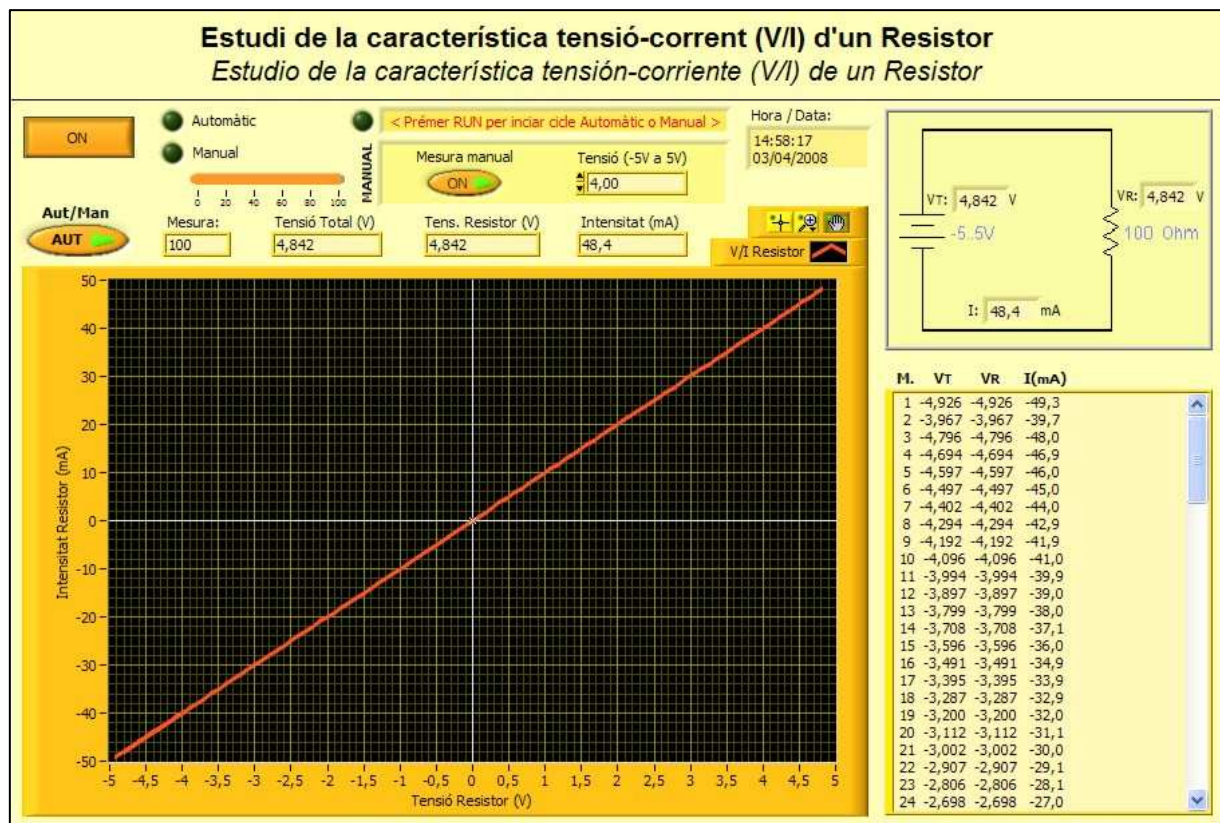 Estudi de la característica tensió-corrent (V/I) d'un Resistor
Estudio de la característica tensión-corriente (V/I) de un Resistor
ON
Automàtic
Manual
0 20 40 60 80 100
MANUAL
< Prémer RUN per inciar cicle Automàtic o Manual >
Mesura manual
ON
Tensió (-5V a 5V)
4,00
Hora / Data:
14:58:17
03/04/2008
Aut/Man
AUT
Mesura:
100
Tensió Total (V)
4,842
Tens. Resistor (V)
4,842
Intensitat (mA)
48,4
V/I Resistor
Intensitat Resistor (mA)
50
40
30
20
10
0
-10
-20
-30
-40
-50
-5 -4,5 -4 -3,5 -3 -2,5 -2 -1,5 -1 -0,5 0 0,5 1 1,5 2 2,5 3 3,5 4 4,5 5
Tensió Resistor (V)
VT: 4,842 V
-5..5V
VR: 4,842 V
100 Ohm
I: 48,4 mA
M. VT VR I(mA)
1 -4,926 -4,926 -49,3
2 -3,967 -3,967 -39,7
3 -4,796 -4,796 -48,0
4 -4,694 -4,694 -46,9
5 -4,597 -4,597 -46,0
6 -4,497 -4,497 -45,0
7 -4,402 -4,402 -44,0
8 -4,294 -4,294 -42,9
9 -4,192 -4,192 -41,9
10 -4,096 -4,096 -41,0
11 -3,994 -3,994 -39,9
12 -3,897 -3,897 -39,0
13 -3,799 -3,799 -38,0
14 -3,708 -3,708 -37,1
15 -3,596 -3,596 -36,0
16 -3,491 -3,491 -34,9
17 -3,395 -3,395 -33,9
18 -3,287 -3,287 -32,9
19 -3,200 -3,200 -32,0
20 -3,112 -3,112 -31,1
21 -3,002 -3,002 -30,0
22 -2,907 -2,907 -29,1
23 -2,806 -2,806 -28,1
24 -2,698 -2,698 -27,0